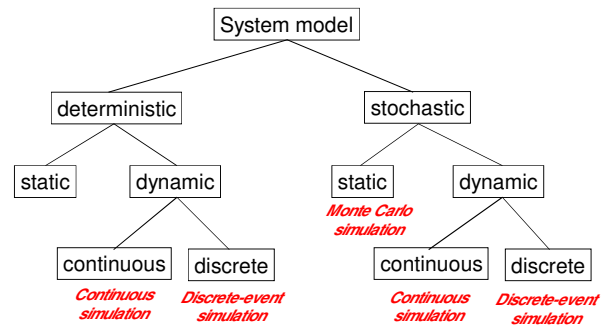 System model
deterministic
stochastic
static
dynamic
static
dynamic
Monte Carlo
simulation
continuous
discrete
continuous
discrete
Continuous
simulation
Discrete-event
simulation
Continuous
simulation
Discrete-event
simulation